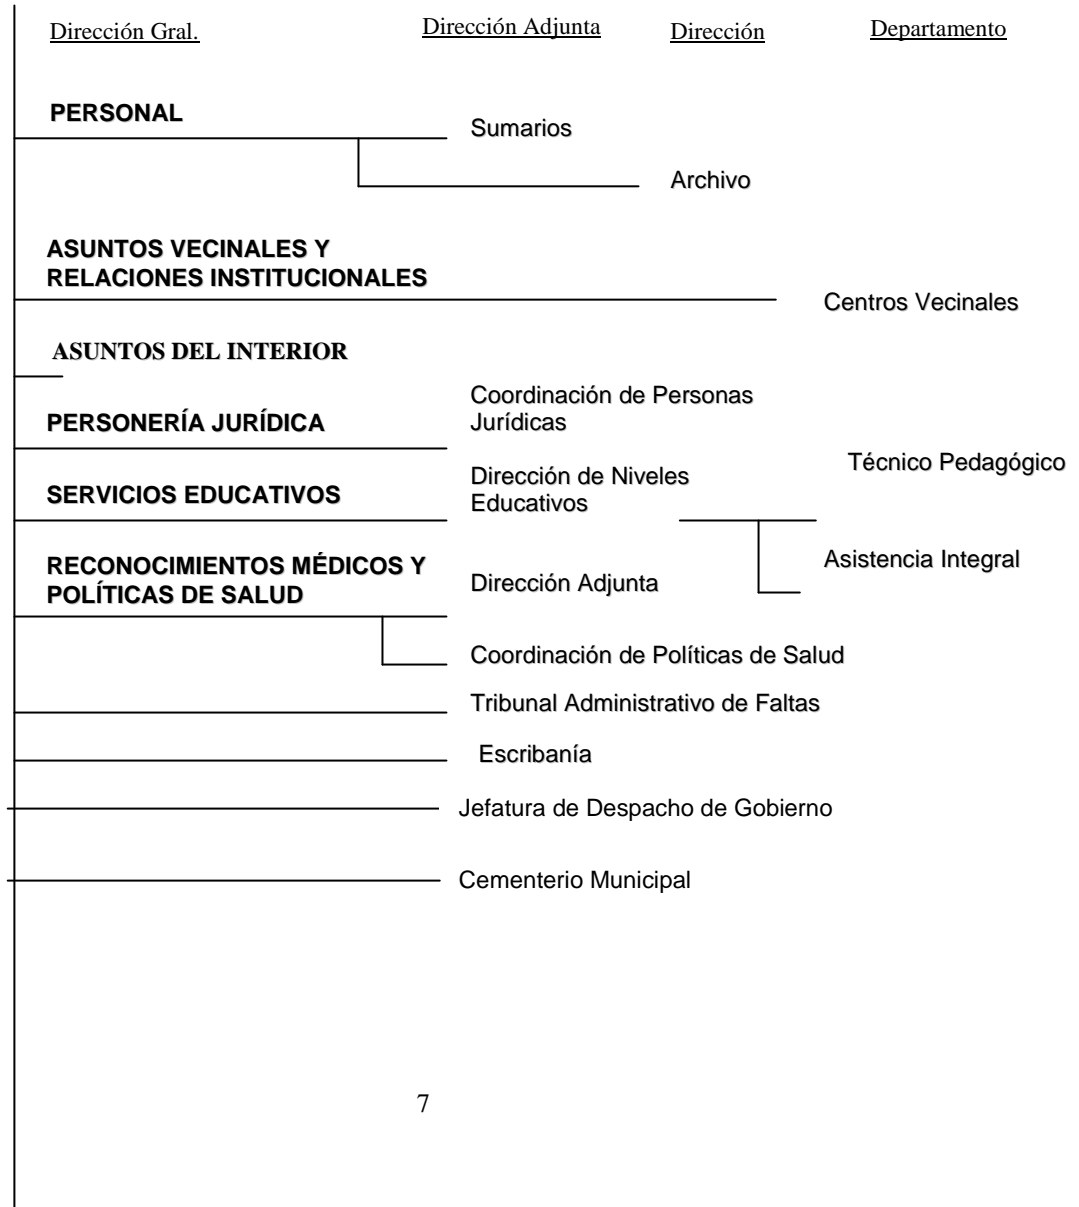 Dirección Gral. Dirección Adjunta Dirección Departamento
PERSONAL
Sumarios
Archivo
ASUNTOS VECINALES Y
RELACIONES INSTITUCIONALES
Centros Vecinales
ASUNTOS DEL INTERIOR
Coordinación de Personas
Jurídicas
PERSONERÍA JURÍDICA
Técnico Pedagógico
Dirección de Niveles
Educativos
SERVICIOS EDUCATIVOS
Asistencia Integral
RECONOCIMIENTOS MÉDICOS Y
POLÍTICAS DE SALUD
Dirección Adjunta
Coordinación de Políticas de Salud
Tribunal Administrativo de Faltas
Escribanía
Jefatura de Despacho de Gobierno
Cementerio Municipal
7